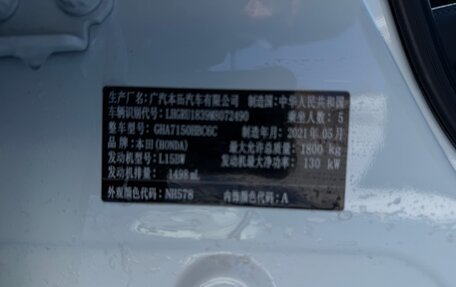 生产厂名:广汽本田汽车有限公司 制造国:中华人民共和国
车辆识别代号: 乘坐人数:5
整车型号: 制造年月:2021年05月
品牌:本田(HONDA) 最大允许总质量:1800kg
发动机型号: 发动机最大净功率:130 kW
发动机排量:1498 mL
外观颜色代码:NH578 内饰颜色代码:A